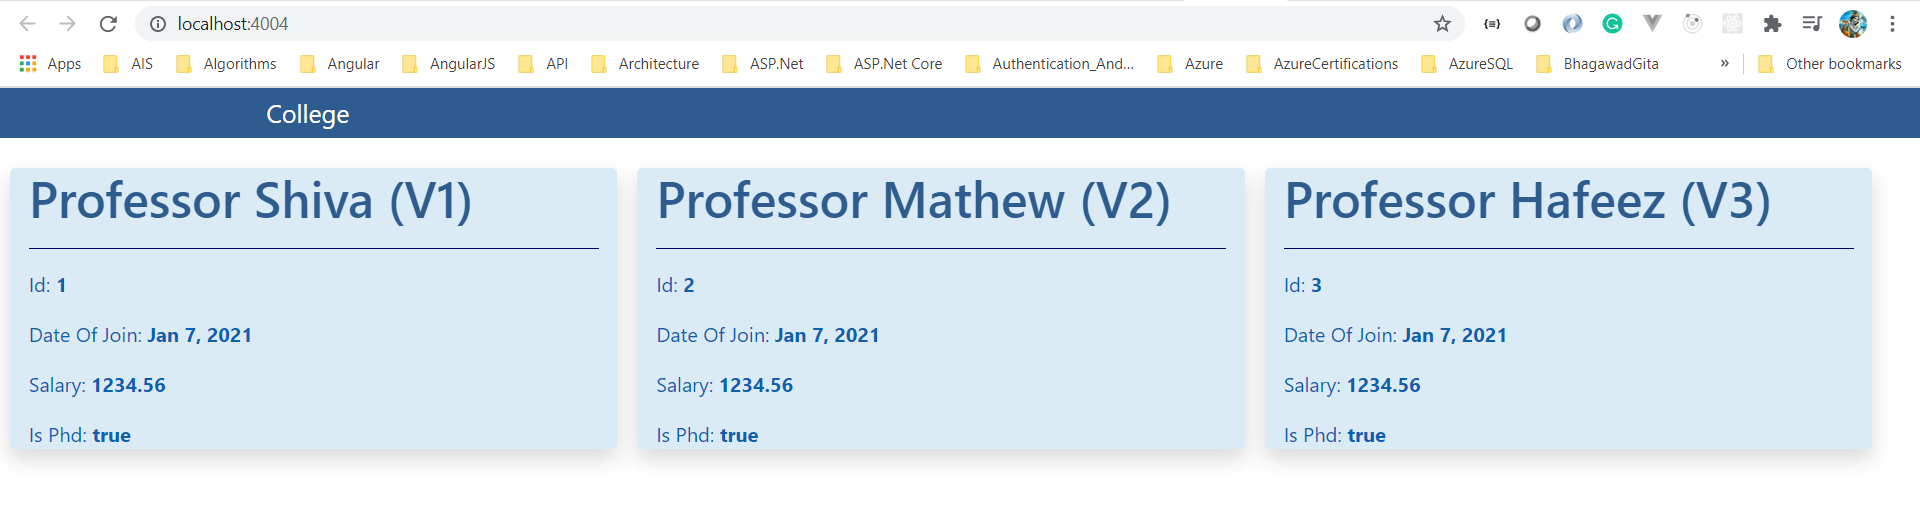 localhost:4004
Apps AIS Algorithms Angular AngularJS API Architecture ASP.Net ASP.Net Core Authentication_And... Azure AzureCertifications AzureSQL BhagawadGita » Other bookmarks
College
Professor Shiva (V1)
Id: 1
Date Of Join: Jan 7, 2021
Salary: 1234.56
Is Phd: true
Professor Mathew (V2)
Id: 2
Date Of Join: Jan 7, 2021
Salary: 1234.56
Is Phd: true
Professor Hafeez (V3)
Id: 3
Date Of Join: Jan 7, 2021
Salary: 1234.56
Is Phd: true